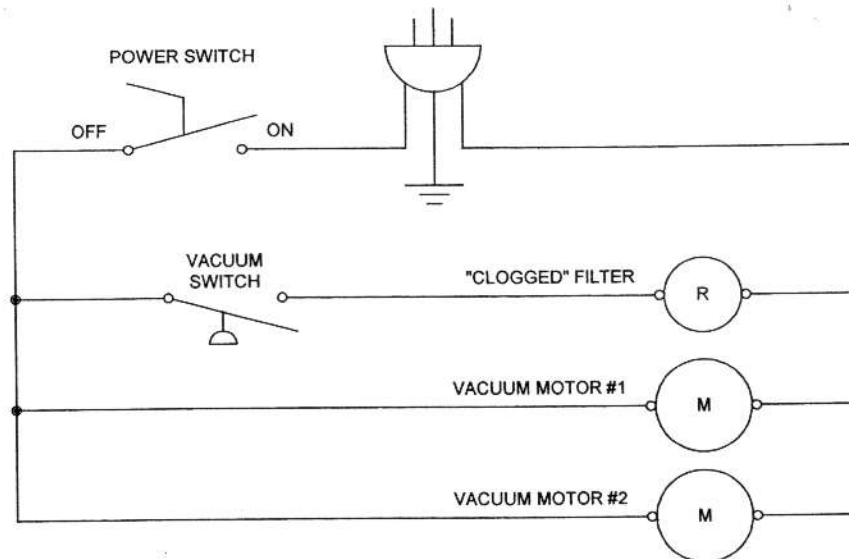 POWER SWITCH
OFF
ON
VACUUM
SWITCH
"CLOGGED" FILTER
R
VACUUM MOTOR #1
M
VACUUM MOTOR #2
M